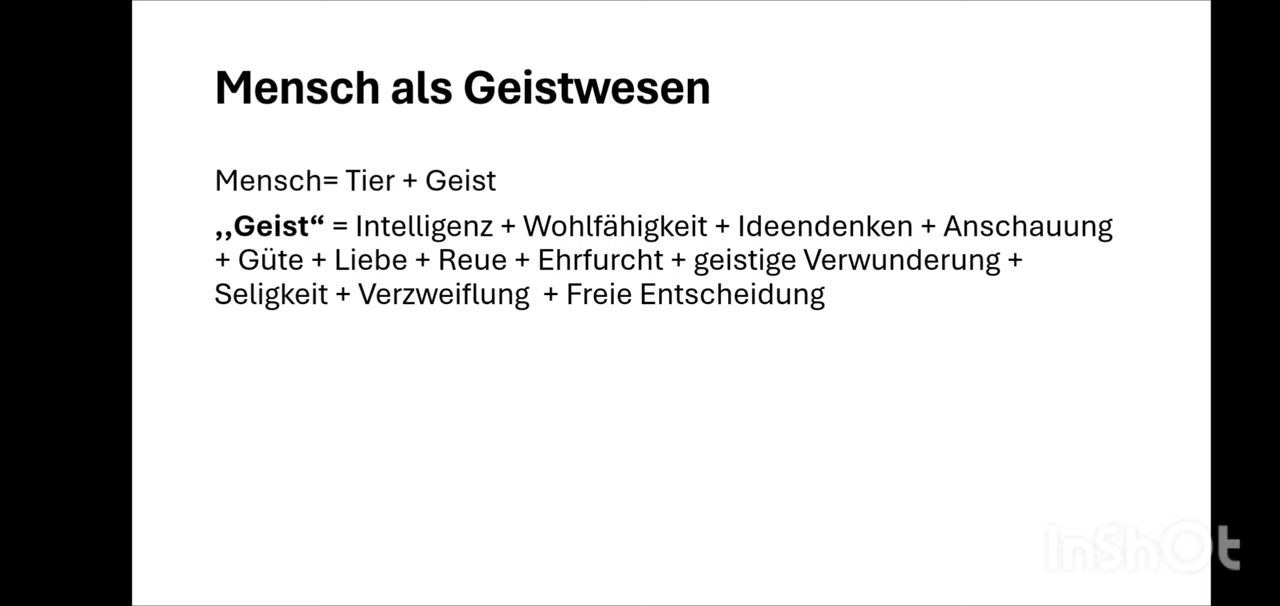 Mensch als Geistwesen
Mensch= Tier + Geist
,,Geist“ = Intelligenz + Wohlfähigkeit + Ideendenken + Anschauung
+ Güte + Liebe + Reue + Ehrfurcht + geistige Verwunderung +
Seligkeit + Verzweiflung + Freie Entscheidung
InShOt